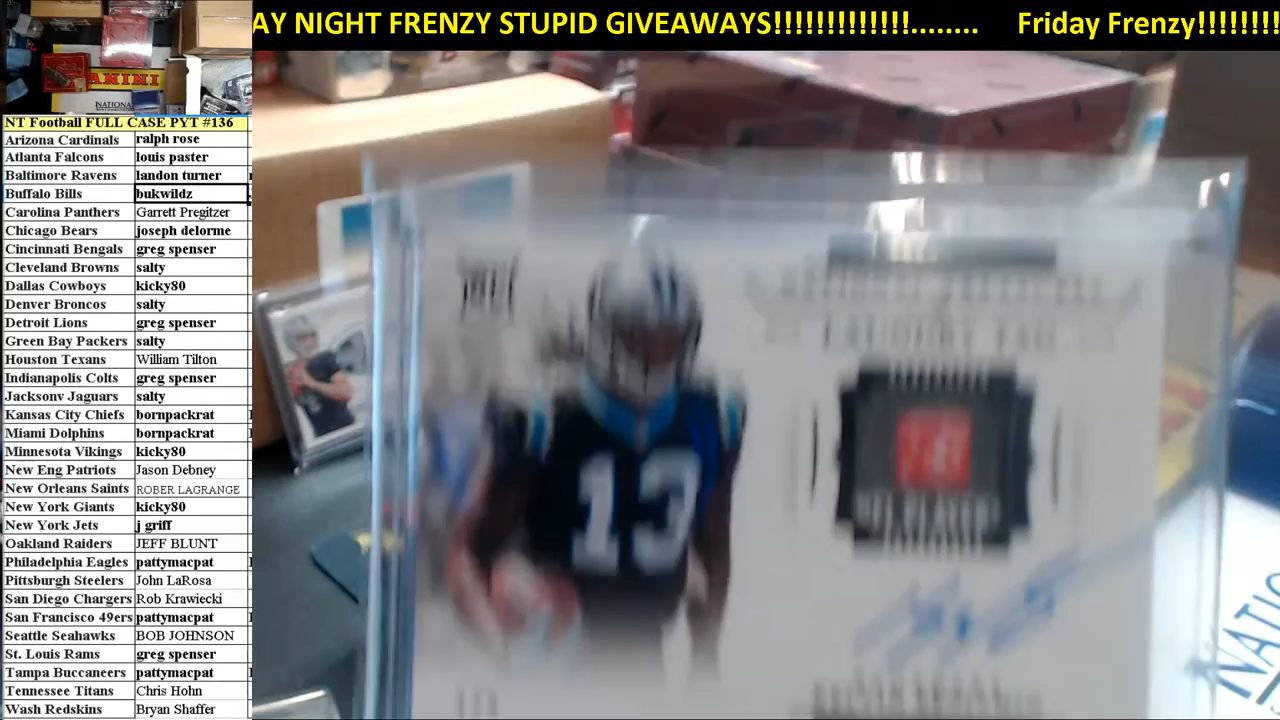 AY NIGHT FRENZY STUPID GIVEAWAYS!!!!!!!!!!!!!........ Friday Frenzy!!!!!!!!
PANINI
NATIONAL
NT Football FULL CASE PYT #136
Arizona Cardinals ralph rose
Atlanta Falcons louis paster
Baltimore Ravens landon turner
Buffalo Bills bukwildz
Carolina Panthers Garrett Pregitzer
Chicago Bears joseph delorme
Cincinnati Bengals greg spenser
Cleveland Browns salty
Dallas Cowboys kicky80
Denver Broncos salty
Detroit Lions greg spenser
Green Bay Packers salty
Houston Texans William Tilton
Indianapolis Colts greg spenser
Jacksonv Jaguars salty
Kansas City Chiefs bornpackrat
Miami Dolphins bornpackrat
Minnesota Vikings kicky80
New Eng Patriots Jason Debney
New Orleans Saints ROBER LAGRANGE
New York Giants kicky80
New York Jets j griff
Oakland Raiders JEFF BLUNT
Philadelphia Eagles pattymacpat
Pittsburgh Steelers John LaRosa
San Diego Chargers Rob Krawiecki
San Francisco 49ers pattymacpat
Seattle Seahawks BOB JOHNSON
St. Louis Rams greg spenser
Tampa Buccaneers pattymacpat
Tennessee Titans Chris Hohn
Wash Redskins Bryan Shaffer
13
NATIO